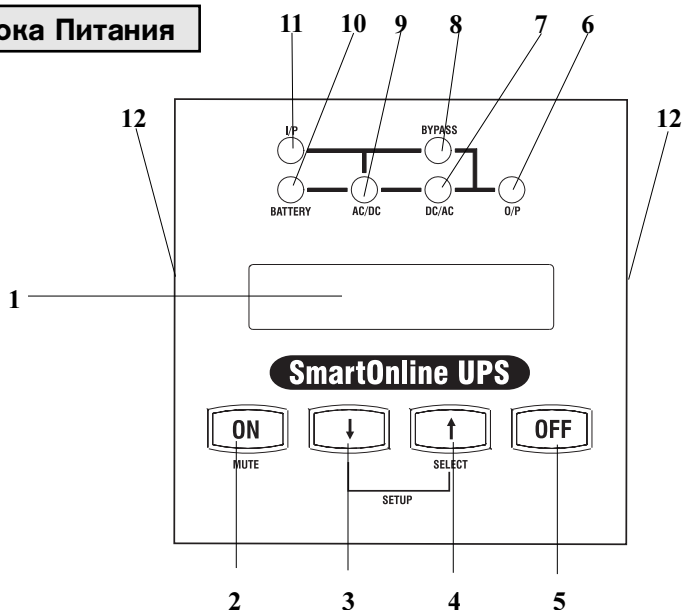 ока Питания
11 10 9 8 7 6
12 12
I/P BYPASS
BATTERY AC/DC DC/AC O/P
1
SmartOnline UPS
ON ↓ ↑ OFF
MUTE SELECT
SETUP
2 3 4 5